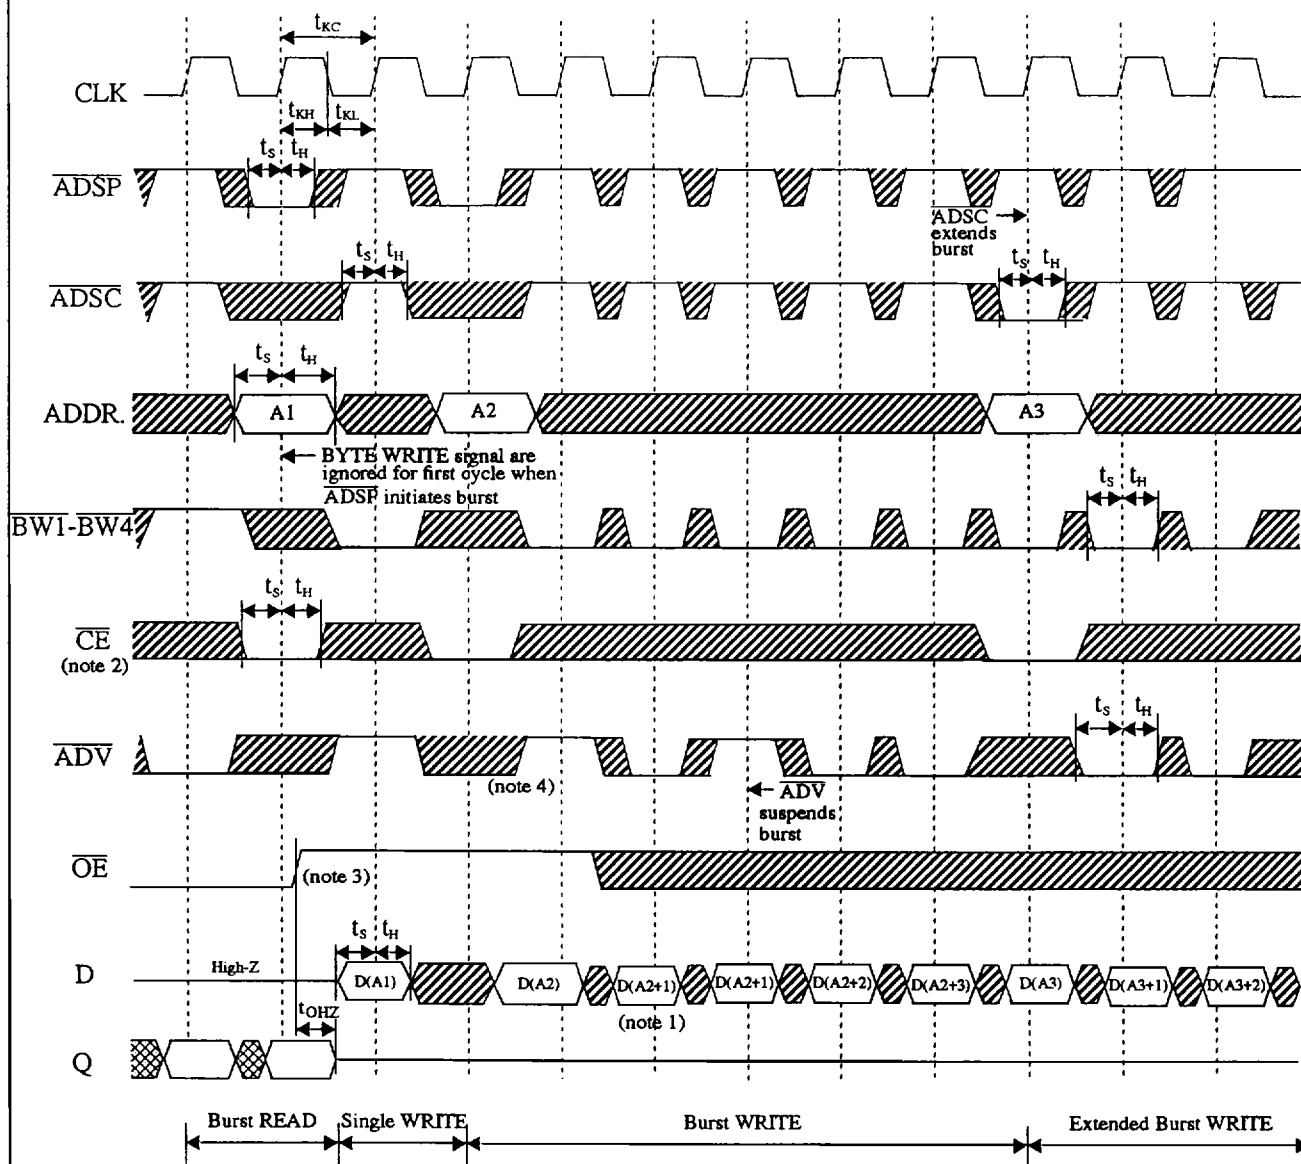 tKC
CLK
tKH tKL
tS tH
ADSP
ADSC
extends
burst
tS tH
tS tH
ADSC
tS tH
ADDR. A1 A2 A3
BYTE WRITE signal are
ignored for first cycle when
ADSP initiates burst
tS tH
BW1-BW4
tS tH
CE
(note 2)
tS tH
ADV
(note 4)
ADV
suspends
burst
OE
(note 3)
tS tH
High-Z
D D(A1) D(A2) D(A2+1) D(A2+1) D(A2+2) D(A2+3) D(A3) D(A3+1) D(A3+2)
(note 1)
tOHZ
Q
Burst READ Single WRITE Burst WRITE Extended Burst WRITE